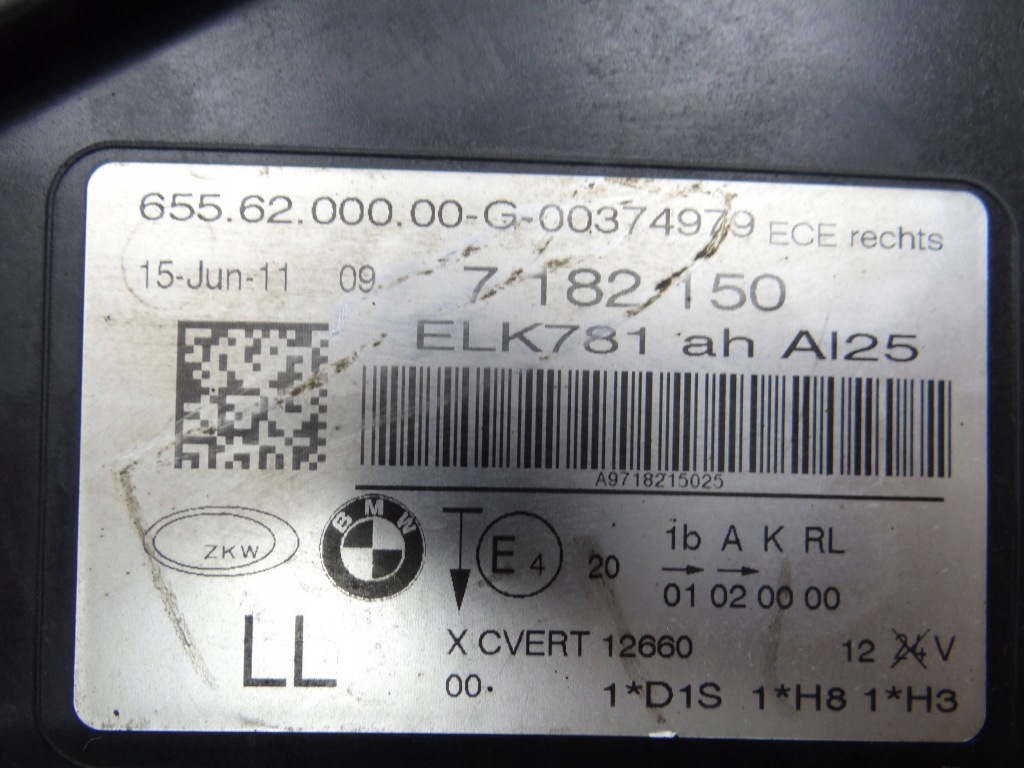 655.62.000.00-G-00374979 ECE rechts
15-Jun-11 09. 7 182 150
ELK781 ah AI25
A9718215025
ZKW
BMW
E4 20
1b A K RL
01 02 00 00
LL
X CVERT 12660
12 24 V
00.
1*D1S 1*H8 1*H3